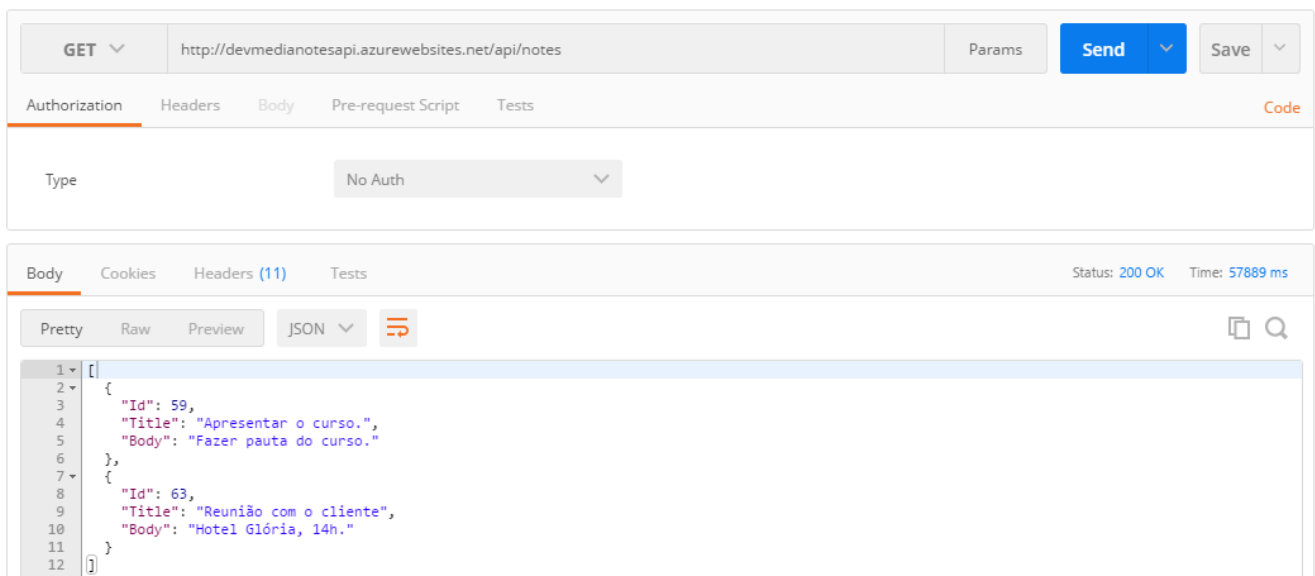 GET http://devmedianotesapi.azurewebsites.net/api/notes Params Send Save
Authorization Headers Body Pre-request Script Tests Code
Type No Auth
Body Cookies Headers (11) Tests Status: 200 OK Time: 57889 ms
Pretty Raw Preview JSON
1 [
2 {
3 "Id": 59,
4 "Title": "Apresentar o curso.",
5 "Body": "Fazer pauta do curso."
6 },
7 {
8 "Id": 63,
9 "Title": "Reunião com o cliente",
10 "Body": "Hotel Glória, 14h."
11 }
12 ]